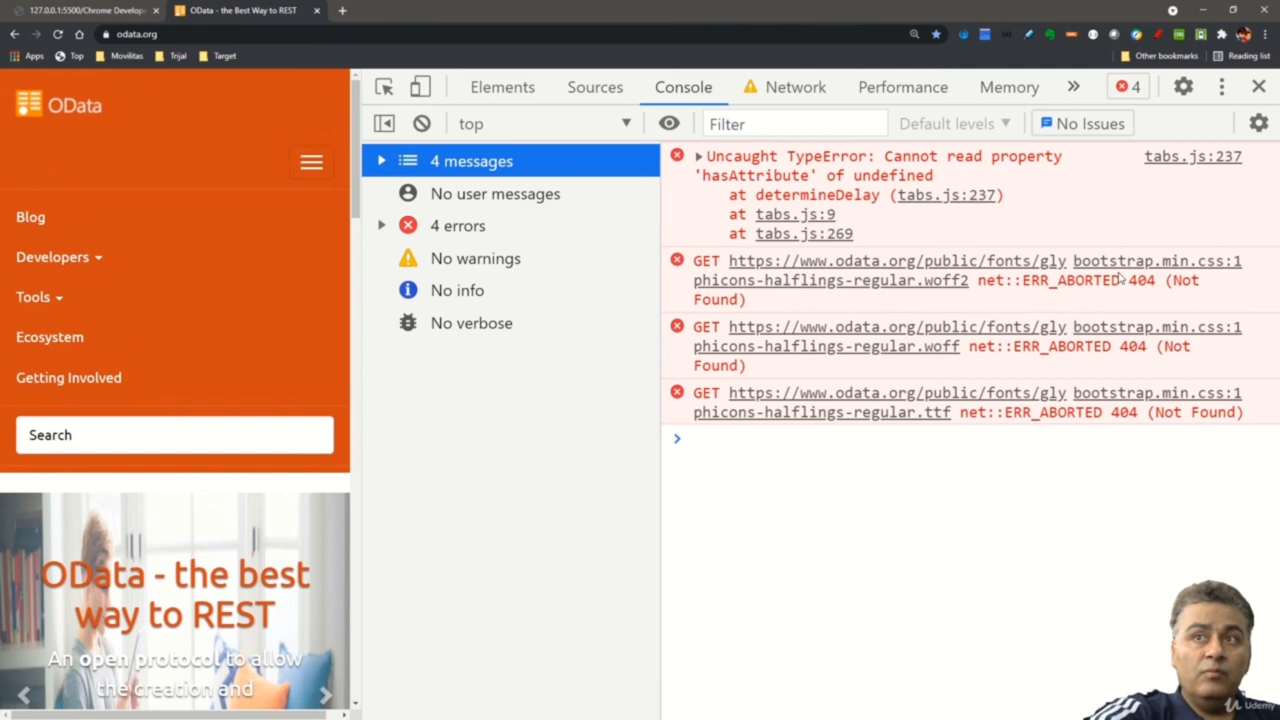 127.0.0.1:5500/Chrome Develop
OData - the Best Way to REST
odata.org
Apps
Top
Movilitas
Trijal
Target
Other bookmarks
Reading list
OData
Blog
Developers
Tools
Ecosystem
Getting Involved
Search
OData - the best
way to REST
An open protocol to allow
the creation and
Elements
Sources
Console
Network
Performance
Memory
4
top
Filter
Default levels
No Issues
4 messages
No user messages
4 errors
No warnings
No info
No verbose
Uncaught TypeError: Cannot read property tabs.js:237
'hasAttribute' of undefined
at determineDelay (tabs.js:237)
at tabs.js:9
at tabs.js:269
GET https://www.odata.org/public/fonts/gly bootstrap.min.css:1
phicons-halflings-regular.woff2 net::ERR_ABORTED 404 (Not
Found)
GET https://www.odata.org/public/fonts/gly bootstrap.min.css:1
phicons-halflings-regular.woff net::ERR_ABORTED 404 (Not
Found)
GET https://www.odata.org/public/fonts/gly bootstrap.min.css:1
phicons-halflings-regular.ttf net::ERR_ABORTED 404 (Not Found)
Udemy